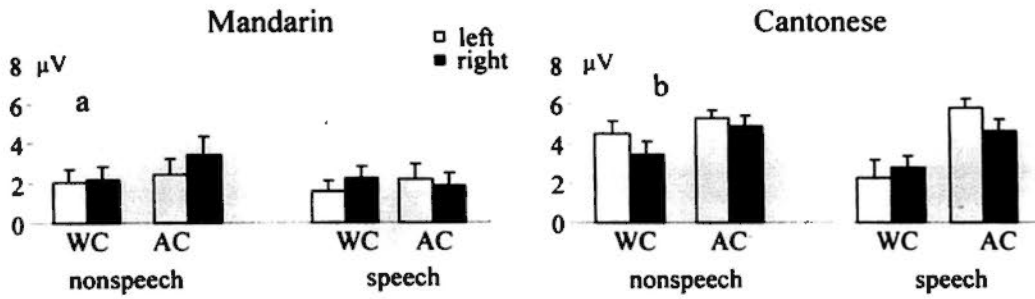 Mandarin
left
right
8 μV
a
6
4
2
0
WC AC WC AC
nonspeech speech
Cantonese
8 μV
b
6
4
2
0
WC AC WC AC
nonspeech speech